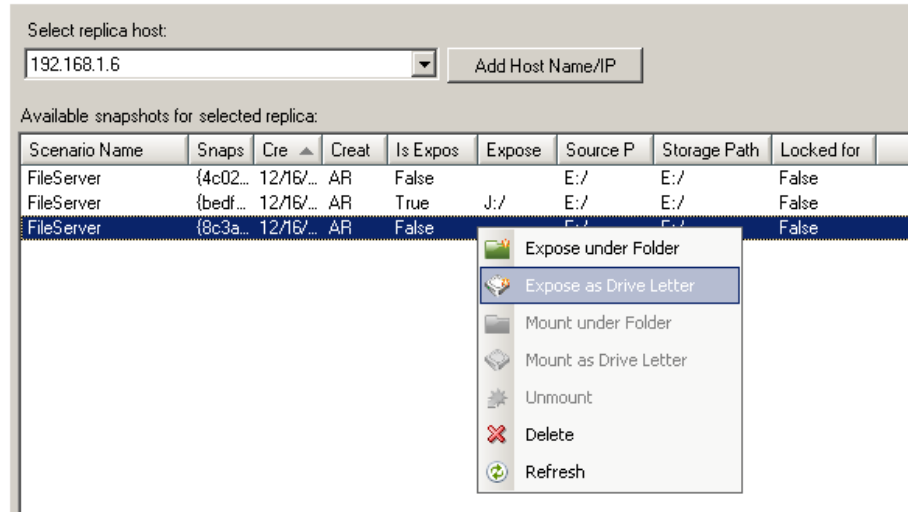 Select replica host:
192.168.1.6 Add Host Name/IP
Available snapshots for selected replica:
Scenario Name Snaps Cre Creat Is Expos Expose Source P Storage Path Locked for
FileServer {4c02... 12/16/... AR False E:/ E:/ False
FileServer {bedf... 12/16/... AR True J:/ E:/ E:/ False
FileServer {8c3a... 12/16/... AR False E:/ E:/ False
Expose under Folder
Expose as Drive Letter
Mount under Folder
Mount as Drive Letter
Unmount
Delete
Refresh